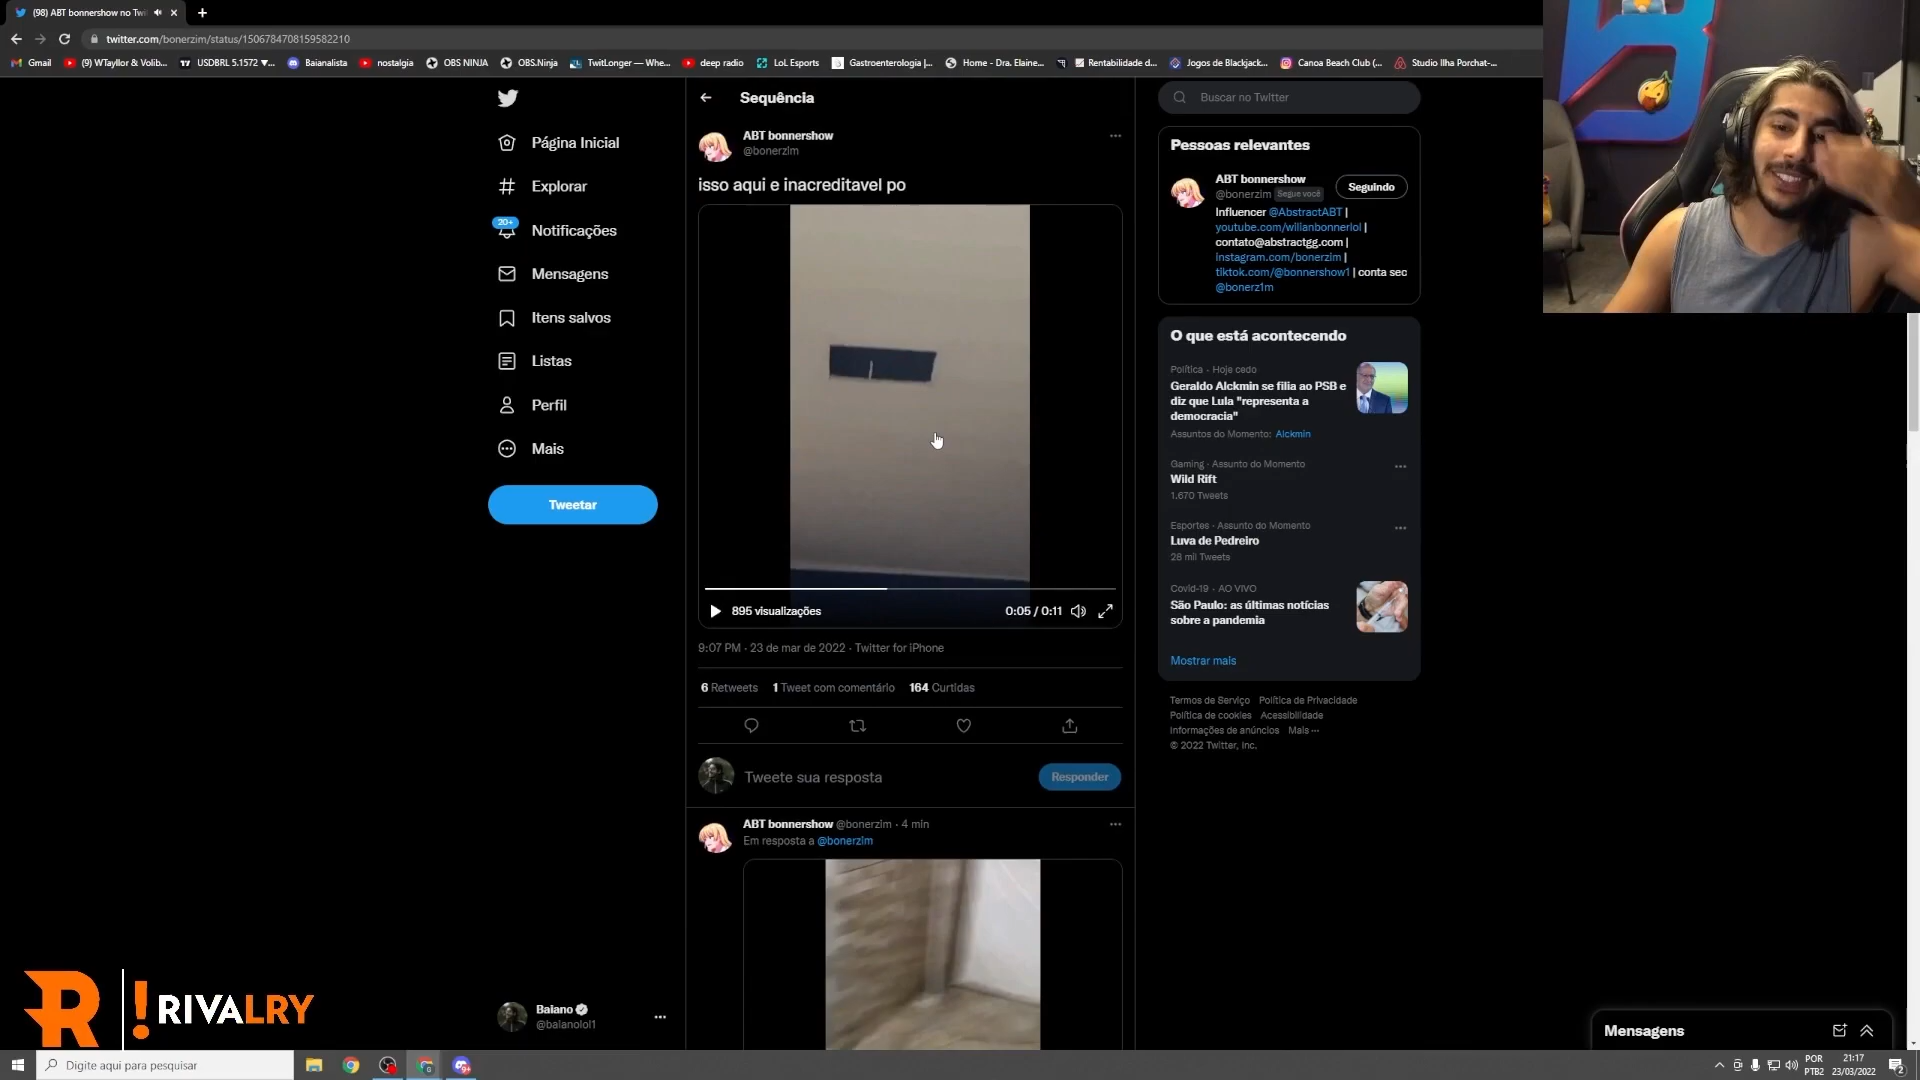 (98) ABT bonnershow no Twi
twitter.com/bonerzim/status/1506784708159582210
Gmail
(9) WTayllor & Volib...
USDBRL 5.1572 ▼...
Baianalista
nostalgia
OBS NINJA
OBS.Ninja
TwitLonger — Whe...
deep radio
LoL Esports
Gastroenterologia |...
Home - Dra. Elaine...
Rentabilidade d...
Jogos de Blackjack...
Canoa Beach Club (...
Studio Ilha Porchat-...
Página Inicial
Explorar
20+
Notificações
Mensagens
Itens salvos
Listas
Perfil
Mais
Tweetar
Baiano
@baianolol1
Sequência
ABT bonnershow
@bonerzim
isso aqui e inacreditavel po
895 visualizações
0:05 / 0:11
9:07 PM · 23 de mar de 2022 · Twitter for iPhone
6 Retweets 1 Tweet com comentário 164 Curtidas
Tweete sua resposta
Responder
ABT bonnershow @bonerzim · 4 min
Em resposta a @bonerzim
Buscar no Twitter
Pessoas relevantes
ABT bonnershow
@bonerzim Segue você
Seguindo
Influencer @AbstractABT |
youtube.com/willanbonnerlol |
contato@abstractgg.com |
instagram.com/bonerzim |
tiktok.com/@bonnershow1 | conta sec
@bonerz1m
O que está acontecendo
Política · Hoje cedo
Geraldo Alckmin se filia ao PSB e
diz que Lula "representa a
democracia"
Assuntos do Momento: Alckmin
Gaming · Assunto do Momento
Wild Rift
1.670 Tweets
Esportes · Assunto do Momento
Luva de Pedreiro
28 mil Tweets
Covid-19 · AO VIVO
São Paulo: as últimas notícias
sobre a pandemia
Mostrar mais
Termos de Serviço Política de Privacidade
Política de cookies Acessibilidade
Informações de anúncios Mais ···
© 2022 Twitter, Inc.
Mensagens
R !RIVALRY
Digite aqui para pesquisar
POR
PTB2
21:17
23/03/2022
2